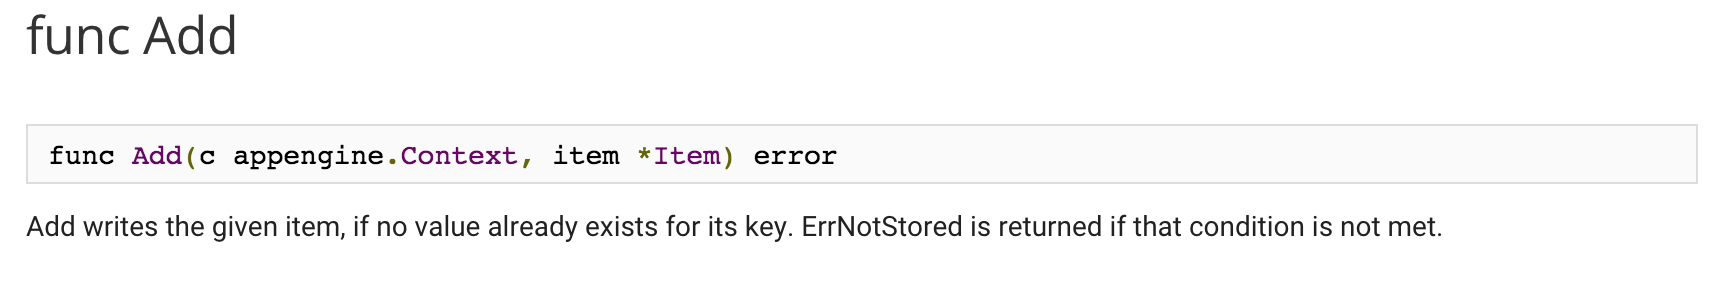 func Add
func Add(c appengine.Context, item *Item) error
Add writes the given item, if no value already exists for its key. ErrNotStored is returned if that condition is not met.